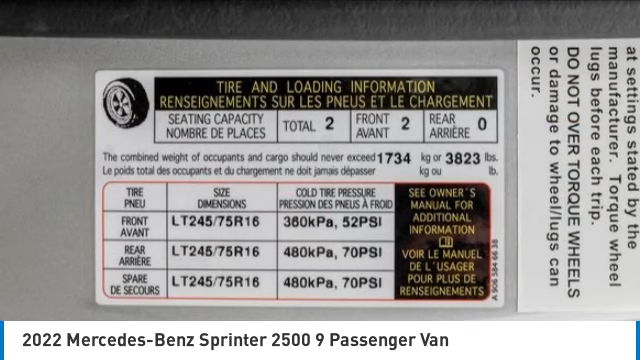 TIRE AND LOADING INFORMATION
RENSEIGNEMENTS SUR LES PNEUS ET LE CHARGEMENT
SEATING CAPACITY
NOMBRE DE PLACES
TOTAL 2
FRONT
AVANT 2
REAR
ARRIÈRE 0
The combined weight of occupants and cargo should never exceed 1734 kg or 3823 lbs.
Le poids total des occupants et du chargement ne doit jamais dépasser kg ou lb.
TIRE
PNEU
SIZE
DIMENSIONS
COLD TIRE PRESSURE
PRESSION DES PNEUS À FROID
FRONT
AVANT
LT245/75R16
360kPa, 52PSI
REAR
ARRIÈRE
LT245/75R16
480kPa, 70PSI
SPARE
DE SECOURS
LT245/75R16
480kPa, 70PSI
SEE OWNER'S
MANUAL FOR
ADDITIONAL
INFORMATION
VOIR LE MANUEL
DE L'USAGER
POUR PLUS DE
RENSEIGNEMENTS
A 906 584 66 38
at settings stated by the
manufacturer. Torque wheel
lugs before each trip.
DO NOT OVER TORQUE WHEELS
or damage to wheel/lugs can
occur.
2022 Mercedes-Benz Sprinter 2500 9 Passenger Van